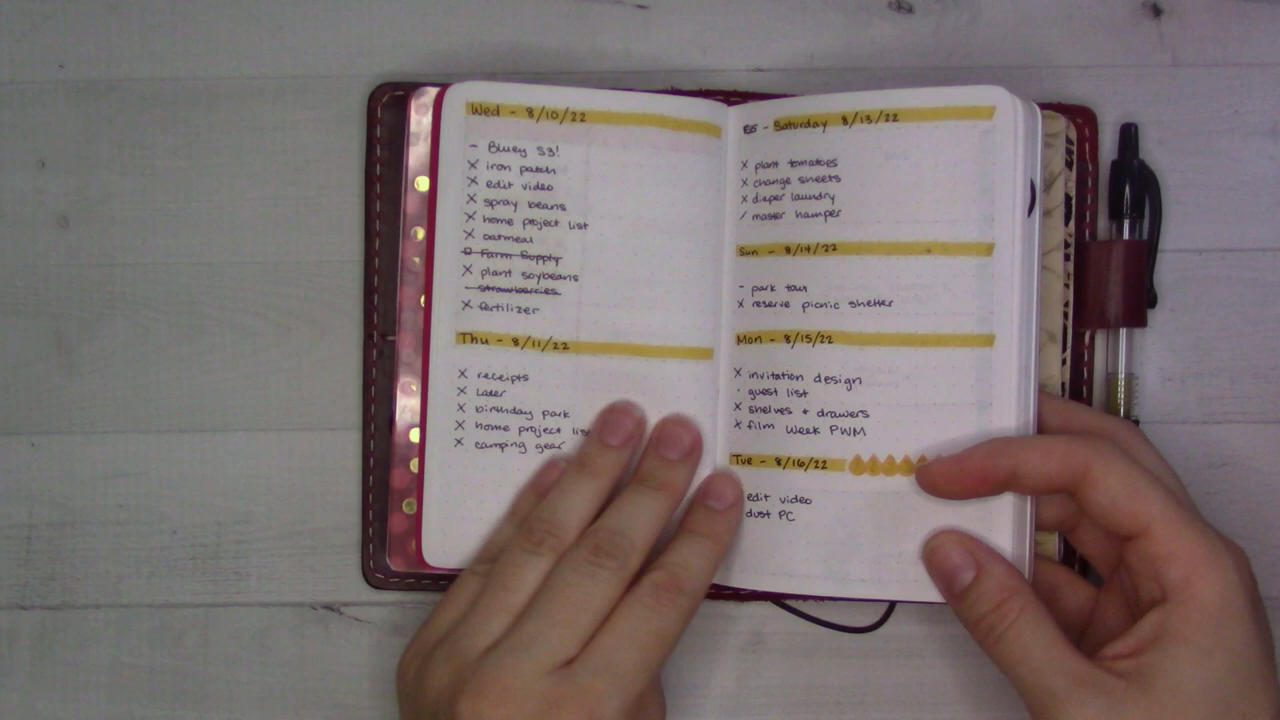 Wed - 8/10/22
- Bluey S3!
X iron patch
X edit video
X spray beans
X home project list
X oatmeal
Farm Supply
X plant soybeans
- strawberries
X fertilizer
Thu - 8/11/22
X receipts
X Later
X birthday park
X home project list
X camping gear
- Saturday 8/13/22
X plant tomatoes
X change sheets
X diaper laundry
/ master hamper
Sun - 8/14/22
- park tour
X reserve picnic shelter
Mon - 8/15/22
X invitation design
· guest list
X shelves + drawers
X film Week PWM
Tue - 8/16/22
edit video
dust PC